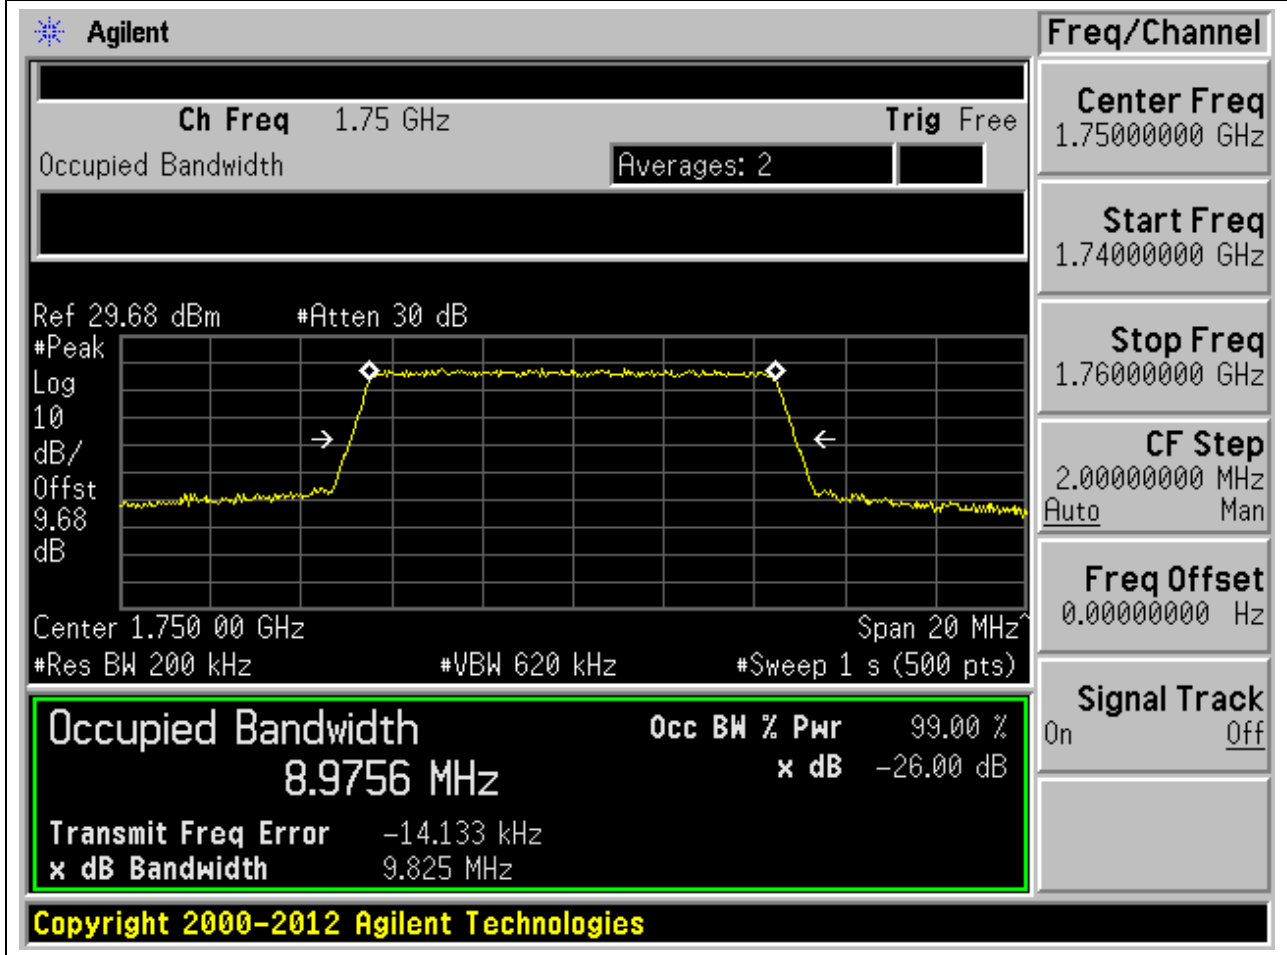 Agilent
Freq/Channel
Ch Freq 1.75 GHz Trig Free
Occupied Bandwidth Averages: 2
Center Freq
1.75000000 GHz
Start Freq
1.74000000 GHz
Stop Freq
1.76000000 GHz
CF Step
2.00000000 MHz
Auto Man
Freq Offset
0.00000000 Hz
Signal Track
On Off
Ref 29.68 dBm #Atten 30 dB
#Peak
Log
10
dB/
Offst
9.68
dB
Center 1.750 00 GHz Span 20 MHz^
#Res BW 200 kHz #VBW 620 kHz #Sweep 1 s (500 pts)
Occupied Bandwidth
8.9756 MHz
Occ BW % Pwr 99.00 %
x dB -26.00 dB
Transmit Freq Error -14.133 kHz
x dB Bandwidth 9.825 MHz
Copyright 2000-2012 Agilent Technologies